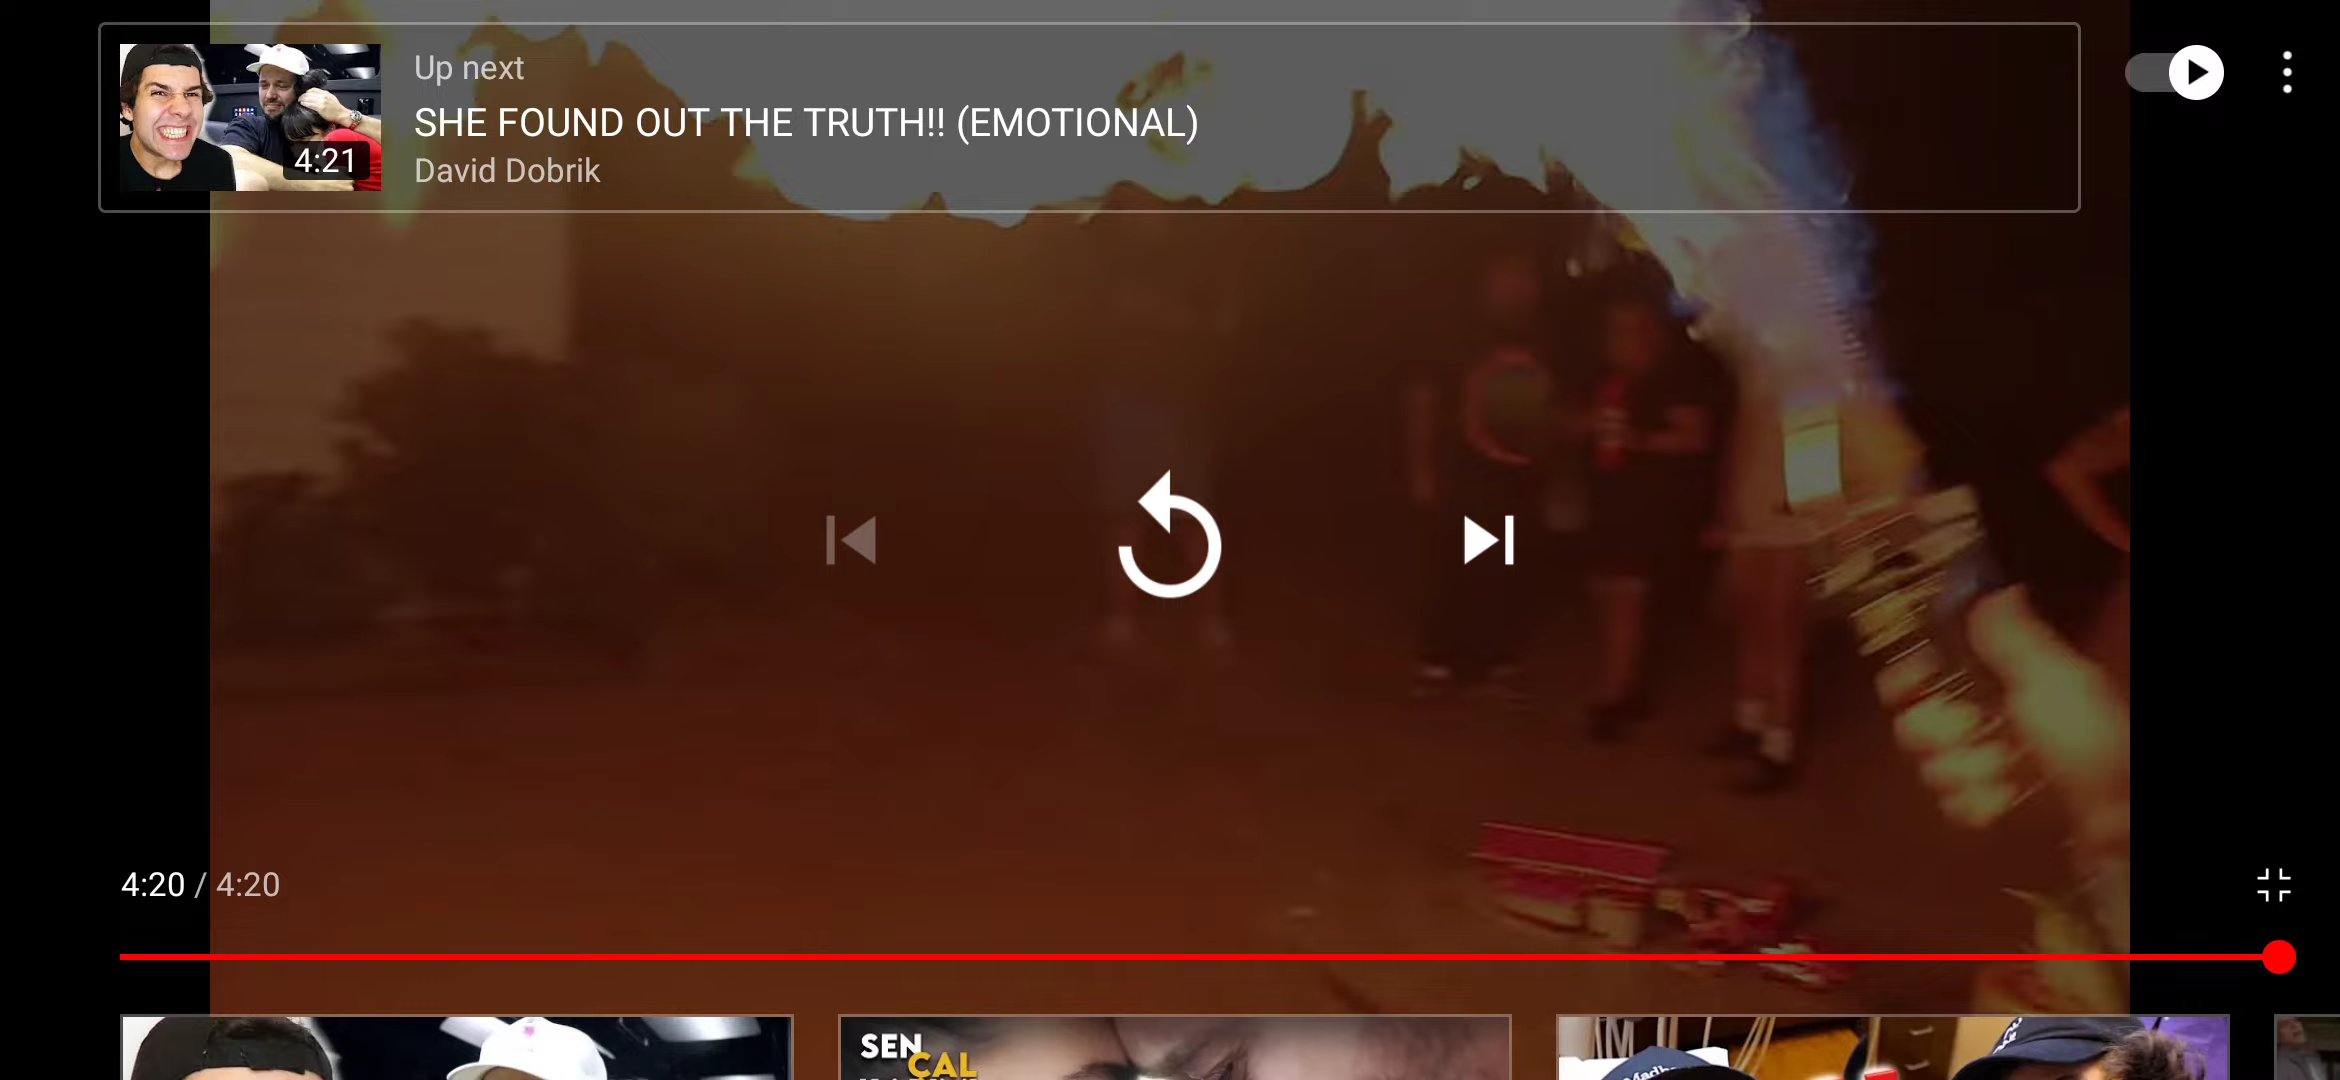 Up next
SHE FOUND OUT THE TRUTH!! (EMOTIONAL)
David Dobrik
4:21
4:20 / 4:20
SEN
CAL